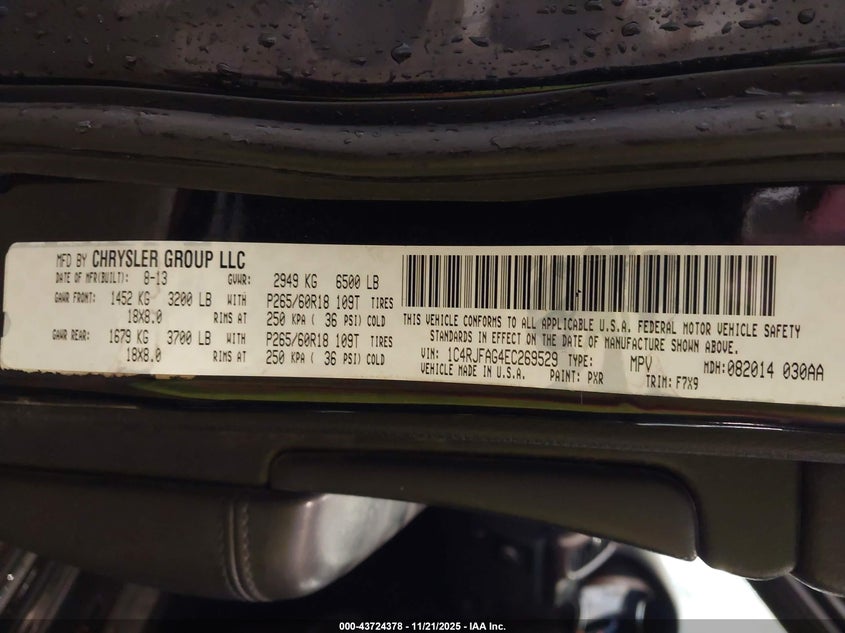 MFD BY CHRYSLER GROUP LLC
DATE OF MFR(BUILT): 8-13 GVWR: 2949 KG 6500 LB
GAWR FRONT: 1452 KG 3200 LB WITH P265/60R18 109T TIRES
18X8.0 RIMS AT 250 KPA ( 36 PSI) COLD
GAWR REAR: 1679 KG 3700 LB WITH P265/60R18 109T TIRES
18X8.0 RIMS AT 250 KPA ( 36 PSI) COLD
THIS VEHICLE CONFORMS TO ALL APPLICABLE U.S.A. FEDERAL MOTOR VEHICLE SAFETY
STANDARDS IN EFFECT ON THE DATE OF MANUFACTURE SHOWN ABOVE.
VIN: 1C4RJFAG4EC269529 TYPE: MPV MDH: 082014 030AA
VEHICLE MADE IN U.S.A. PAINT: PXR TRIM: F7X9
000-43724378 - 11/21/2025 - IAA Inc.